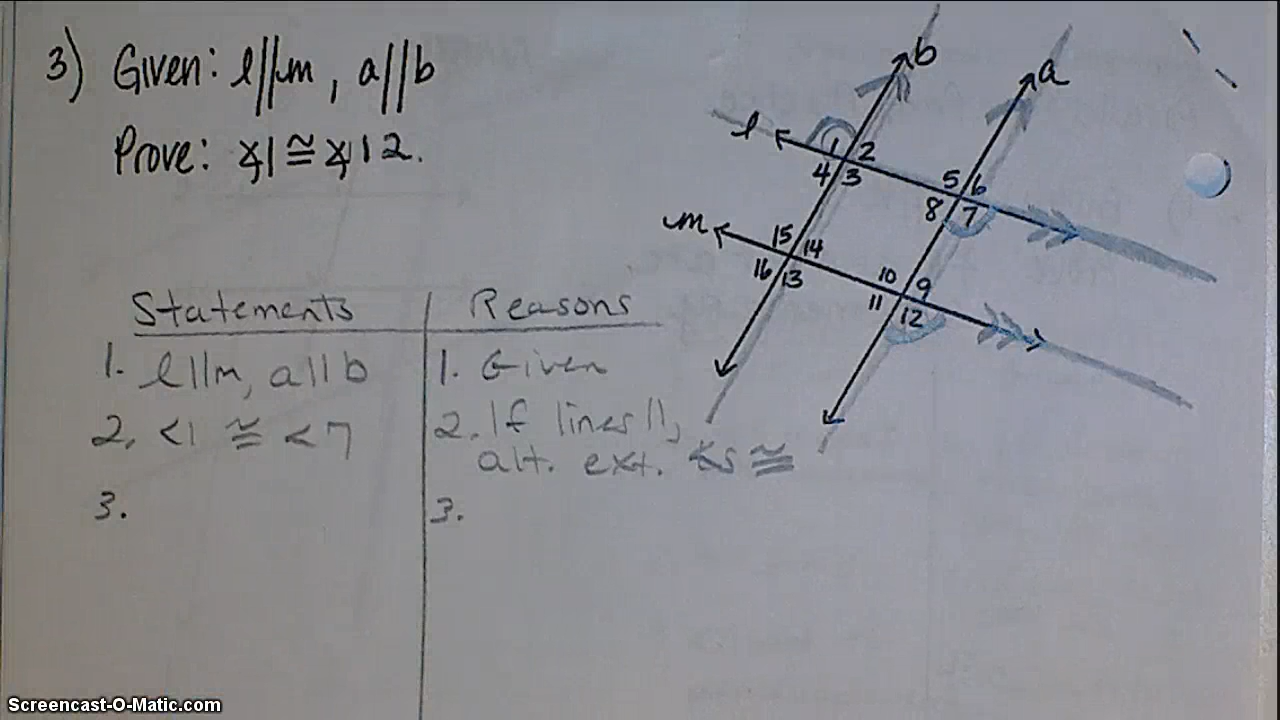 3) Given: l∥m, a∥b
Prove: ∡1 ≅ ∡12.
b
a
l
1 2
4 3
5 6
8 7
m
15 14
16 13
10 9
11 12
Statements Reasons
1. l∥m, a∥b 1. Given
2. <1 ≅ <7 2. If lines ∥,
alt. ext. ∡s ≅
3. 3.
Screencast-O-Matic.com